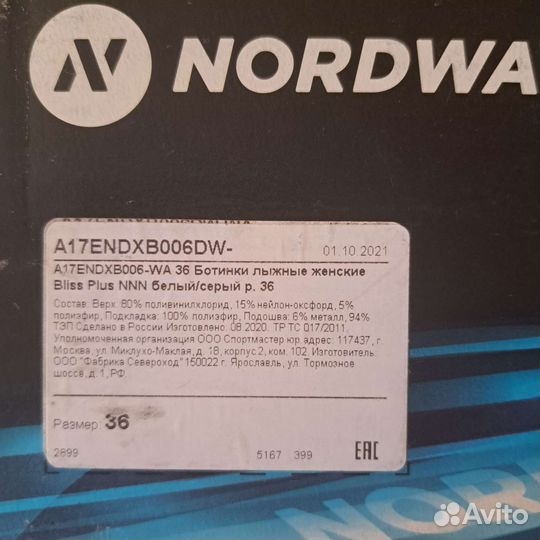 NORDWA
A17ENDXB006DW-
01.10.2021
A17ENDXB006-WA 36 Ботинки лыжные женские
Bliss Plus NNN белый/серый р. 36
Состав: Верх: 80% поливинилхлорид, 15% нейлон-оксфорд, 5%
полиэфир, Подкладка: 100% полиэфир, Подошва: 6% металл, 94%
ТЭП Сделано в России Изготовлено: 08.2020. ТР ТС 017/2011.
Уполномоченная организация ООО Спортмастер юр. адрес: 117437, г.
Москва, ул. Миклухо-Маклая, д. 18, корпус 2, ком. 102. Изготовитель:
ООО "Фабрика Североход" 150022 г. Ярославль, ул. Тормозное
шоссе, д. 1, РФ.
Размер: 36
2899 5167 399 EAC
NOR
Avito